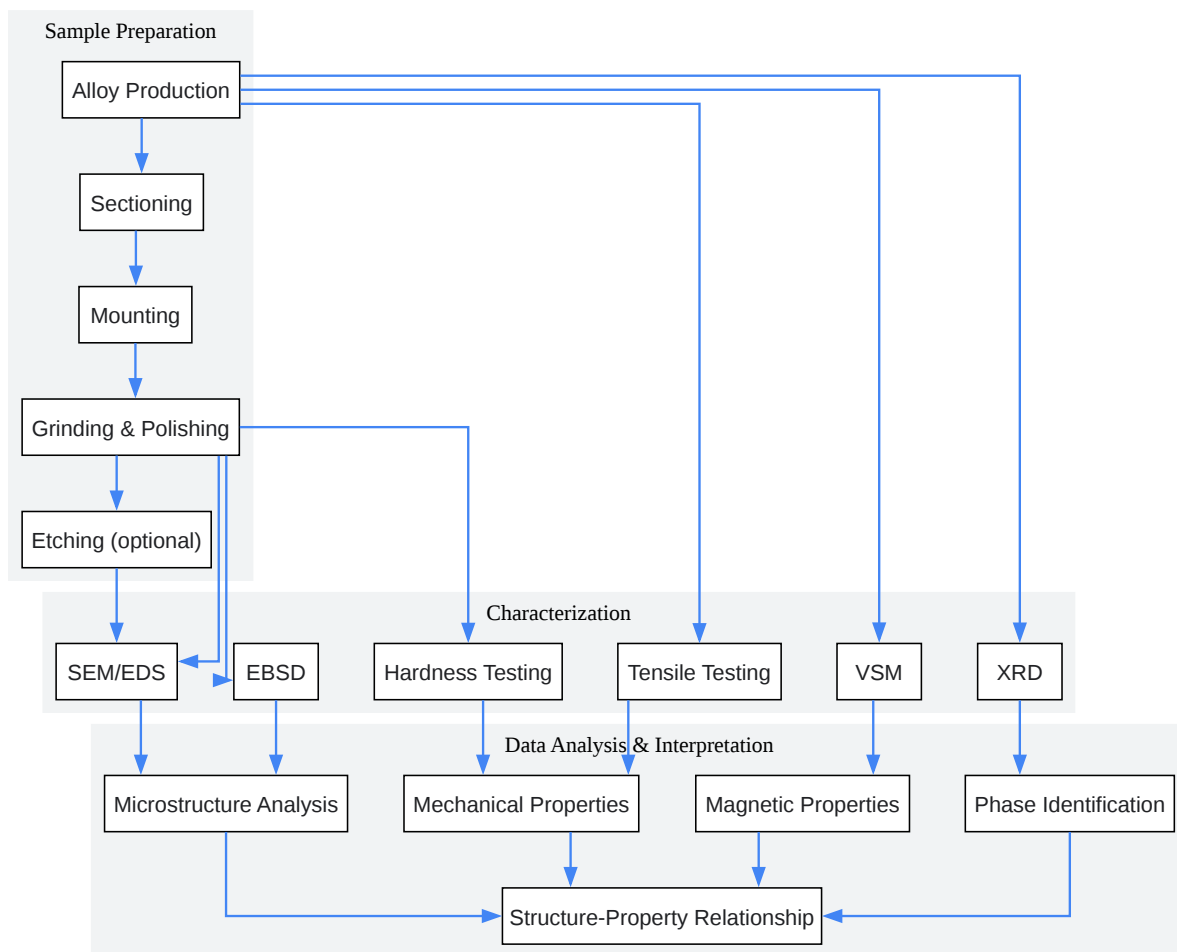 Sample Preparation
Alloy Production
Sectioning
Mounting
Grinding & Polishing
Etching (optional)
Characterization
SEM/EDS
EBSD
Hardness Testing
Tensile Testing
VSM
XRD
Data Analysis & Interpretation
Microstructure Analysis
Mechanical Properties
Magnetic Properties
Phase Identification
Structure-Property Relationship